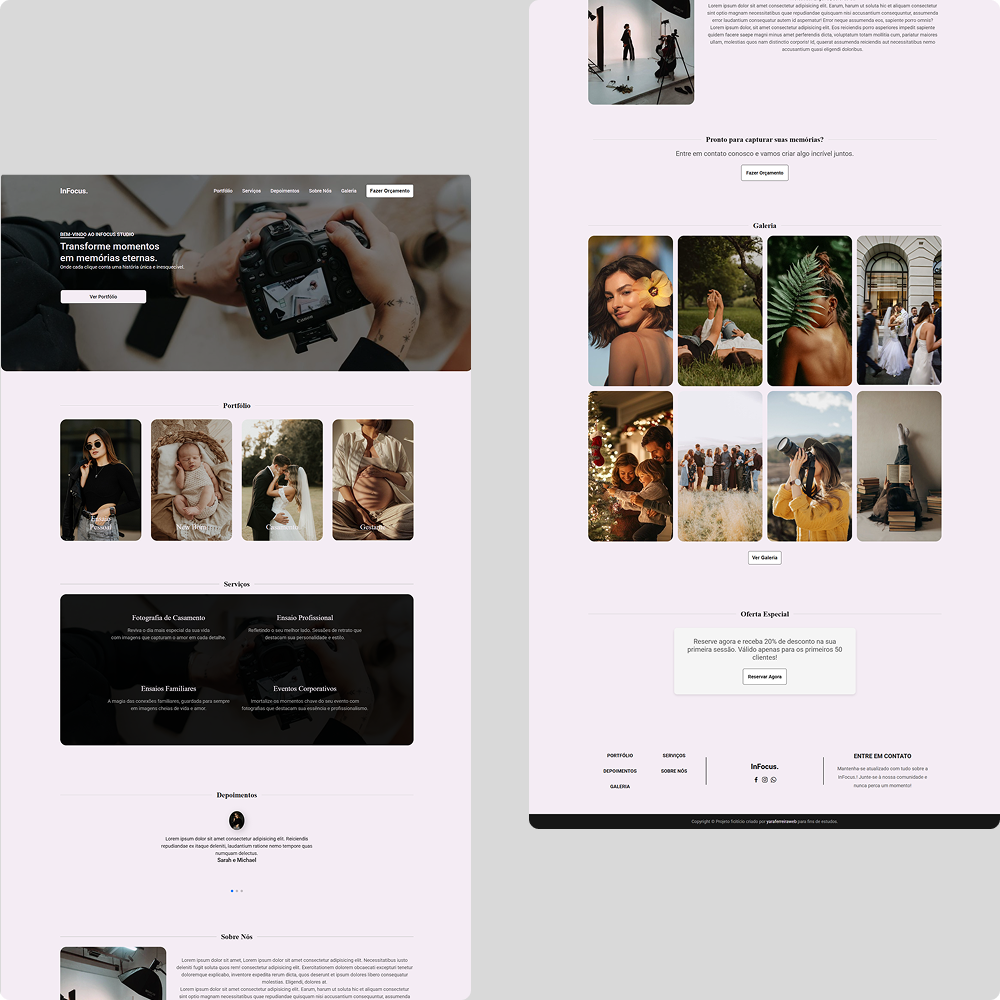 InFocus.
Portfólio
Serviços
Depoimentos
Sobre Nós
Galeria
Fazer Orçamento
BEM-VINDO AO INFOCUS STUDIO
Transforme momentos
em memórias eternas.
Onde cada clique conta uma história única e inesquecível.
Ver Portfólio
Portfólio
Ensaio
Pessoal
New Born
Casamento
Gestante
Serviços
Fotografia de Casamento
Reviva o dia mais especial da sua vida
com imagens que capturam o amor em cada detalhe.
Ensaio Profissional
Refletindo o seu melhor lado. Sessões de retrato que
destacam sua personalidade e estilo.
Ensaios Familiares
A magia das conexões familiares, guardada para sempre
em imagens cheias de vida e amor.
Eventos Corporativos
Imortalize os momentos chave do seu evento com
fotografias que destacam sua essência e profissionalismo.
Depoimentos
Lorem ipsum dolor sit amet consectetur adipisicing elit. Reiciendis
repudiandae ex itaque deleniti, laudantium ratione nemo tempore quas
numquam delectus.
Sarah e Michael
Sobre Nós
Lorem ipsum dolor sit amet, Lorem ipsum dolor sit amet consectetur adipisicing elit. Necessitatibus iusto
deleniti fugit soluta quos rem! consectetur adipisicing elit. Exercitationem dolorem obcaecati excepturi tenetur
doloremque explicabo, inventore expedita rerum dicta, quos deserunt et ipsum dolores libero consequatur
molestias. Eligendi, dolores at.
Lorem ipsum dolor sit amet consectetur adipisicing elit. Earum, harum ut soluta hic et aliquam consectetur
sint optio magnam necessitatibus quae repudiandae quisquam nisi accusantium quasi eligendi, assumenda
Lorem ipsum dolor sit amet consectetur adipisicing elit. Earum, harum ut soluta hic et aliquam consectetur
sint optio magnam necessitatibus quae repudiandae quisquam nisi accusantium consequuntur, assumenda
error laudantium consequatur autem id aspernatur! Error neque assumenda eos, sapiente porro omnis?
Lorem ipsum dolor, sit amet consectetur adipisicing elit. Eos reiciendis porro asperiores impedit sapiente
quidem facere saepe magni minus amet perferendis dicta, voluptatum totam mollitia cum, pariatur maiores
ullam, molestias quos nam distinctio corporis! Id, quaerat assumenda reiciendis aut necessitatibus nemo
accusantium quasi eligendi doloribus.
Pronto para capturar suas memórias?
Entre em contato conosco e vamos criar algo incrível juntos.
Fazer Orçamento
Galeria
Ver Galeria
Oferta Especial
Reserve agora e receba 20% de desconto na sua
primeira sessão. Válido apenas para os primeiros 50
clientes!
Reservar Agora
PORTFÓLIO
SERVIÇOS
DEPOIMENTOS
SOBRE NÓS
GALERIA
InFocus.
ENTRE EM CONTATO
Mantenha-se atualizado com tudo sobre a
InFocus.! Junte-se à nossa comunidade e
nunca perca um momento!
Copyright © Projeto fictício criado por yaraferreiraweb para fins de estudos.